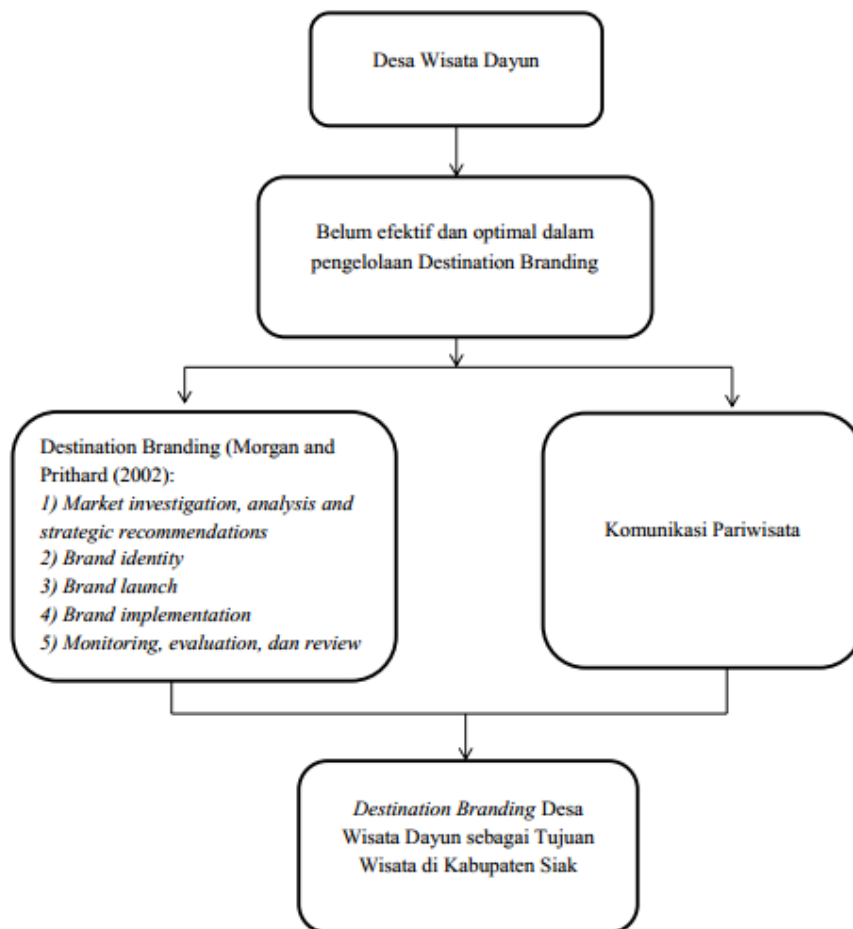 Desa Wisata Dayun
Belum efektif dan optimal dalam
pengelolaan Destination Branding
Destination Branding (Morgan and
Prithard (2002):
1) Market investigation, analysis and
strategic recommendations
2) Brand identity
3) Brand launch
4) Brand implementation
5) Monitoring, evaluation, dan review
Komunikasi Pariwisata
Destination Branding Desa
Wisata Dayun sebagai Tujuan
Wisata di Kabupaten Siak